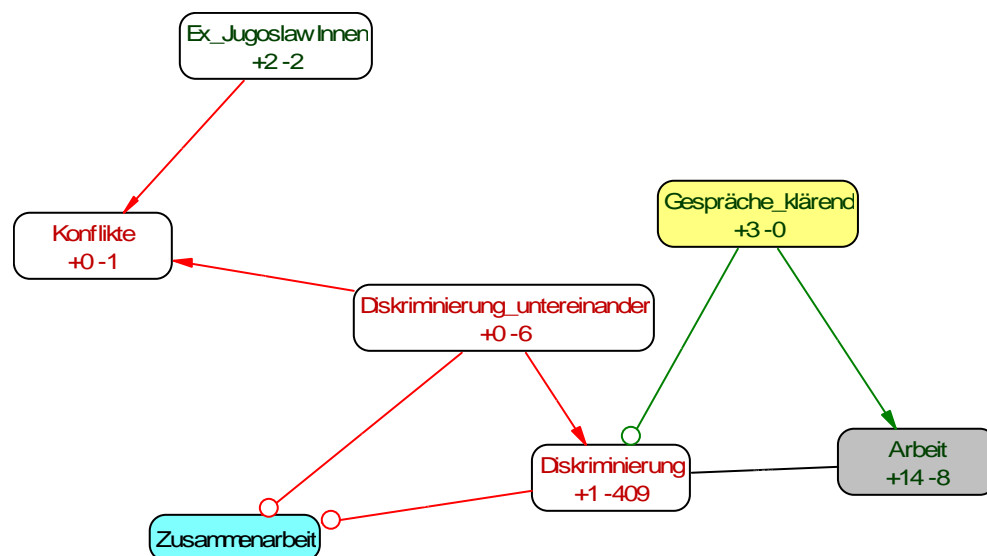 Ex_JugoslawInnen
+2 -2
Gespräche_klärend
+3 -0
Konflikte
+0 -1
Diskriminierung_untereinander
+0 -6
Arbeit
+14 -8
Diskriminierung
+1 -409
Zusammenarbeit